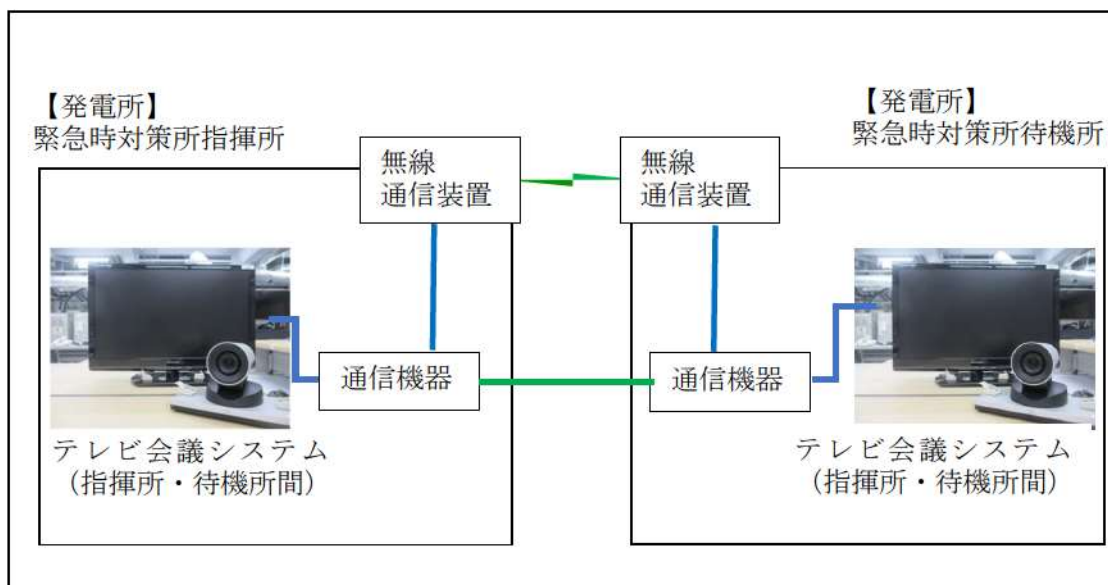 【発電所】
緊急時対策所指揮所
無線
通信装置
通信機器
テレビ会議システム
(指揮所・待機所間)
【発電所】
緊急時対策所待機所
無線
通信装置
通信機器
テレビ会議システム
(指揮所・待機所間)